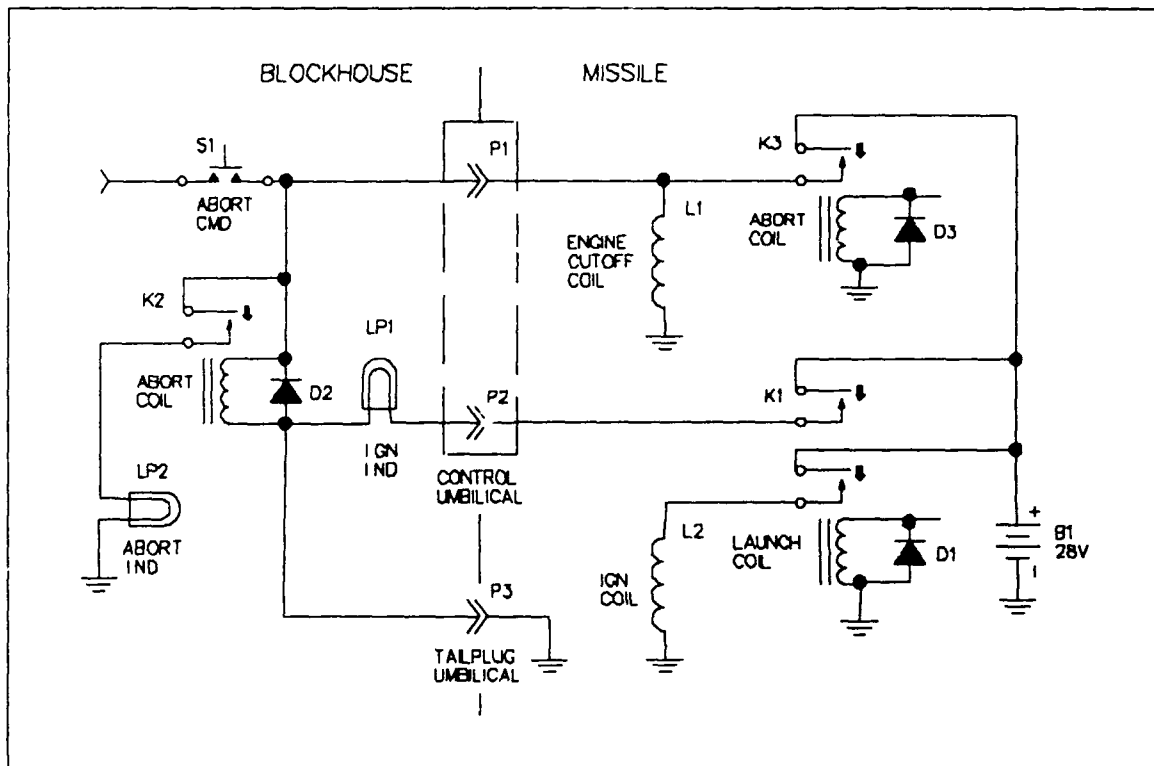 BLOCKHOUSE
MISSILE
S1
ABORT
CMD
P1
K3
L1
ENGINE
CUTOFF
COIL
ABORT
COIL
D3
K2
LP1
ABORT
COIL
D2
P2
K1
IGN
IND
CONTROL
UMBILICAL
LP2
ABORT
IND
L2
IGN
COIL
LAUNCH
COIL
D1
+
B1
28V
P3
TAILPLUG
UMBILICAL